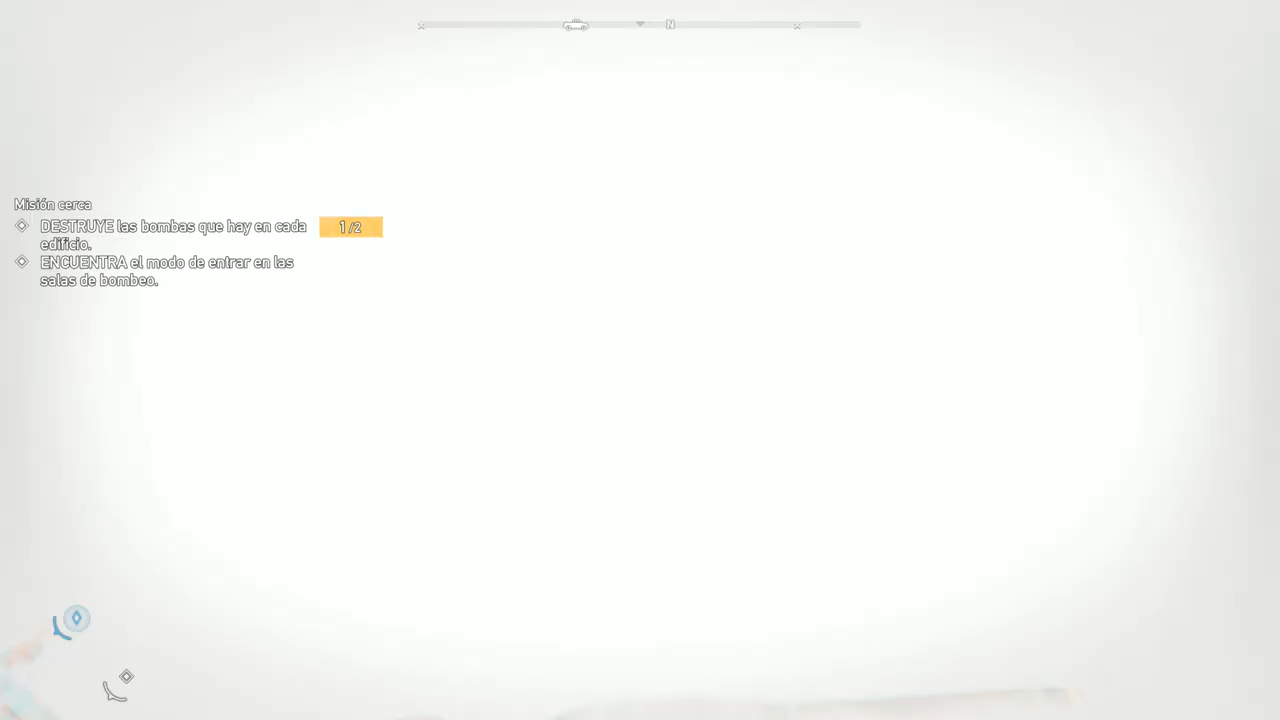 N
Misión cerca
DESTRUYE las bombas que hay en cada 1/2
edificio.
ENCUENTRA el modo de entrar en las
salas de bombeo.